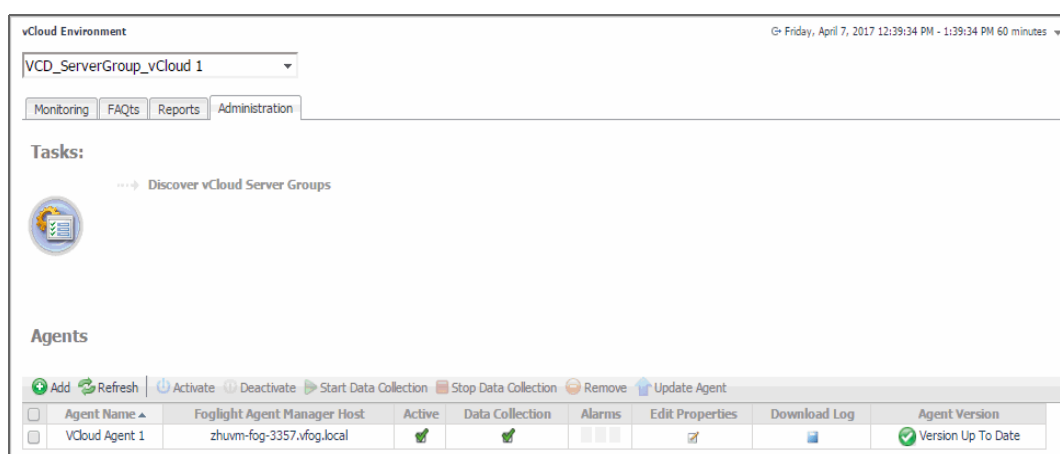 vCloud Environment
Friday, April 7, 2017 12:39:34 PM - 1:39:34 PM 60 minutes
VCD_ServerGroup_vCloud 1
Monitoring FAQts Reports Administration
Tasks:
Discover vCloud Server Groups
Agents
Add Refresh Activate Deactivate Start Data Collection Stop Data Collection Remove Update Agent
Agent Name Foglight Agent Manager Host Active Data Collection Alarms Edit Properties Download Log Agent Version
VCloud Agent 1 zhuvm-fog-3357.vfog.local Version Up To Date